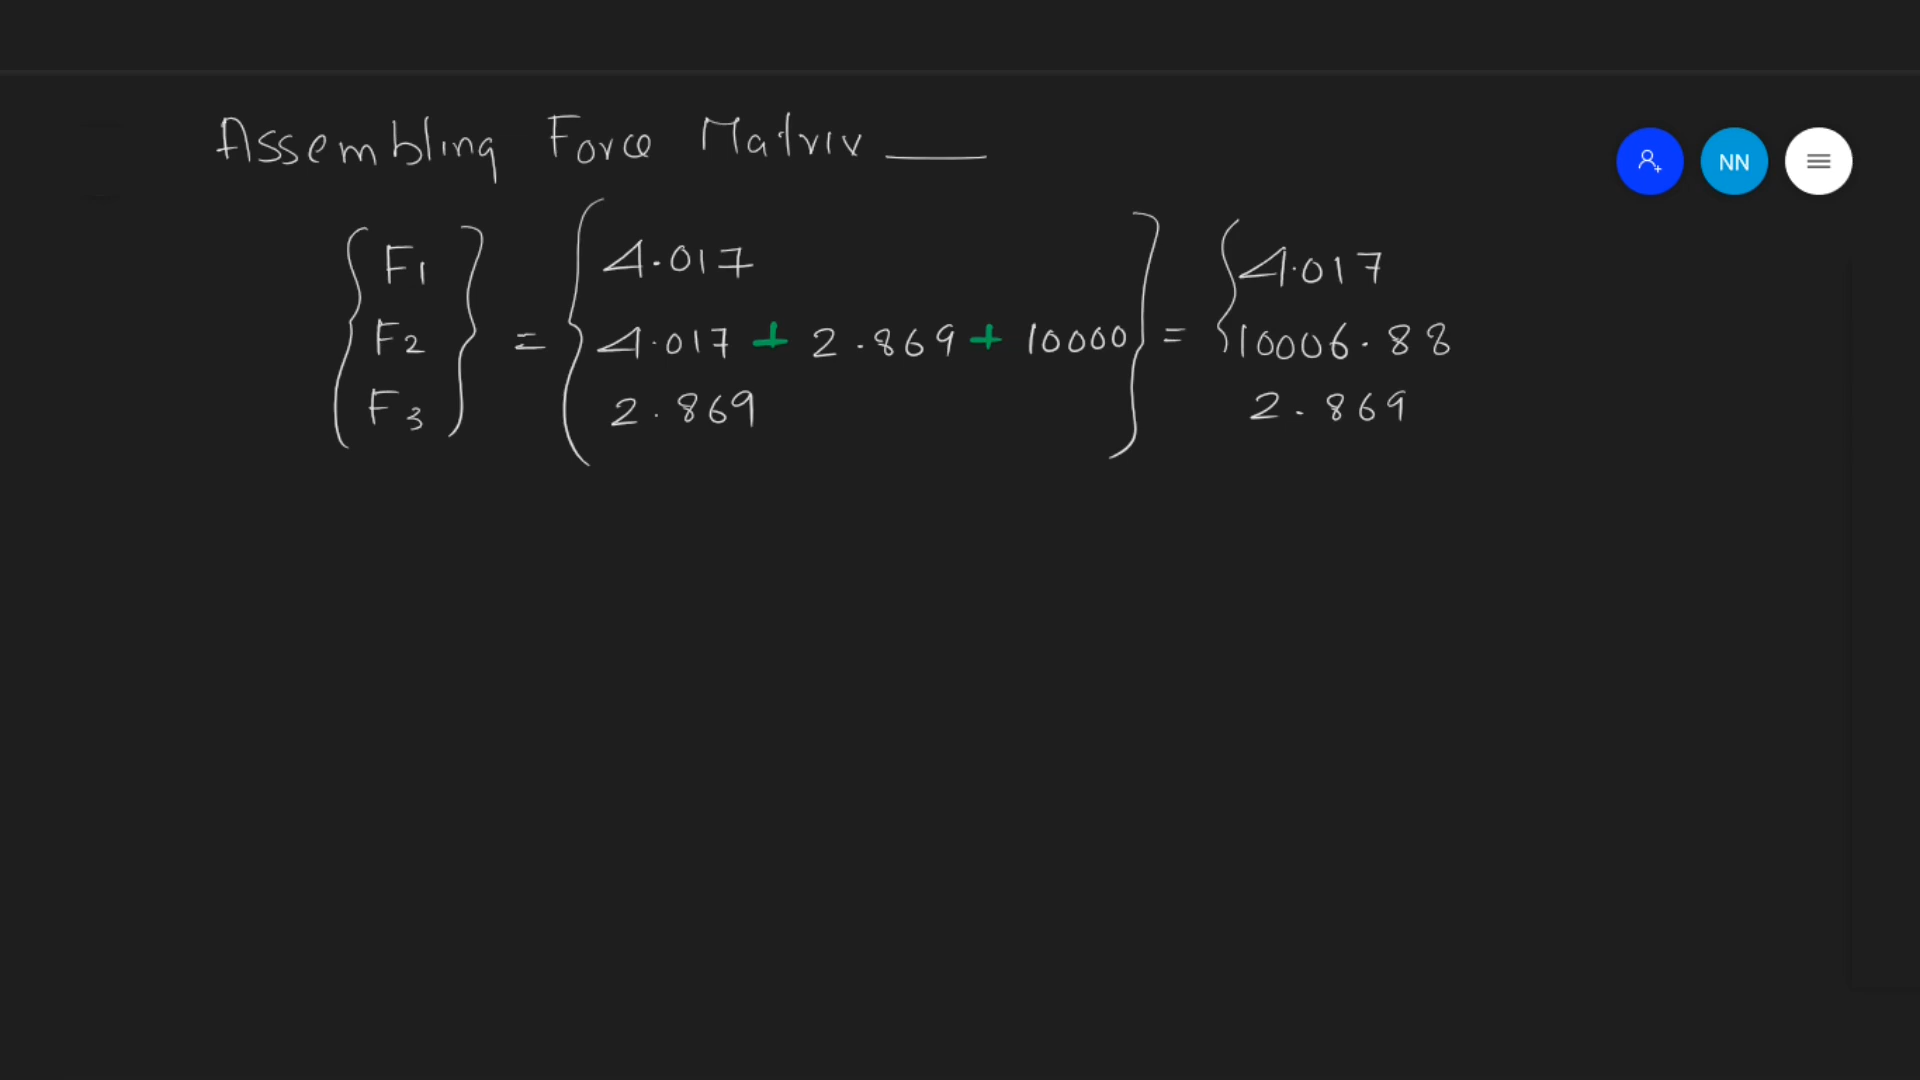 Assembling Force Matrix
NN
{F1} = {4.017} = {4.017
{F2} = {4.017 + 2.869 + 10000} = {10006.88
{F3} = {2.869} = 2.869